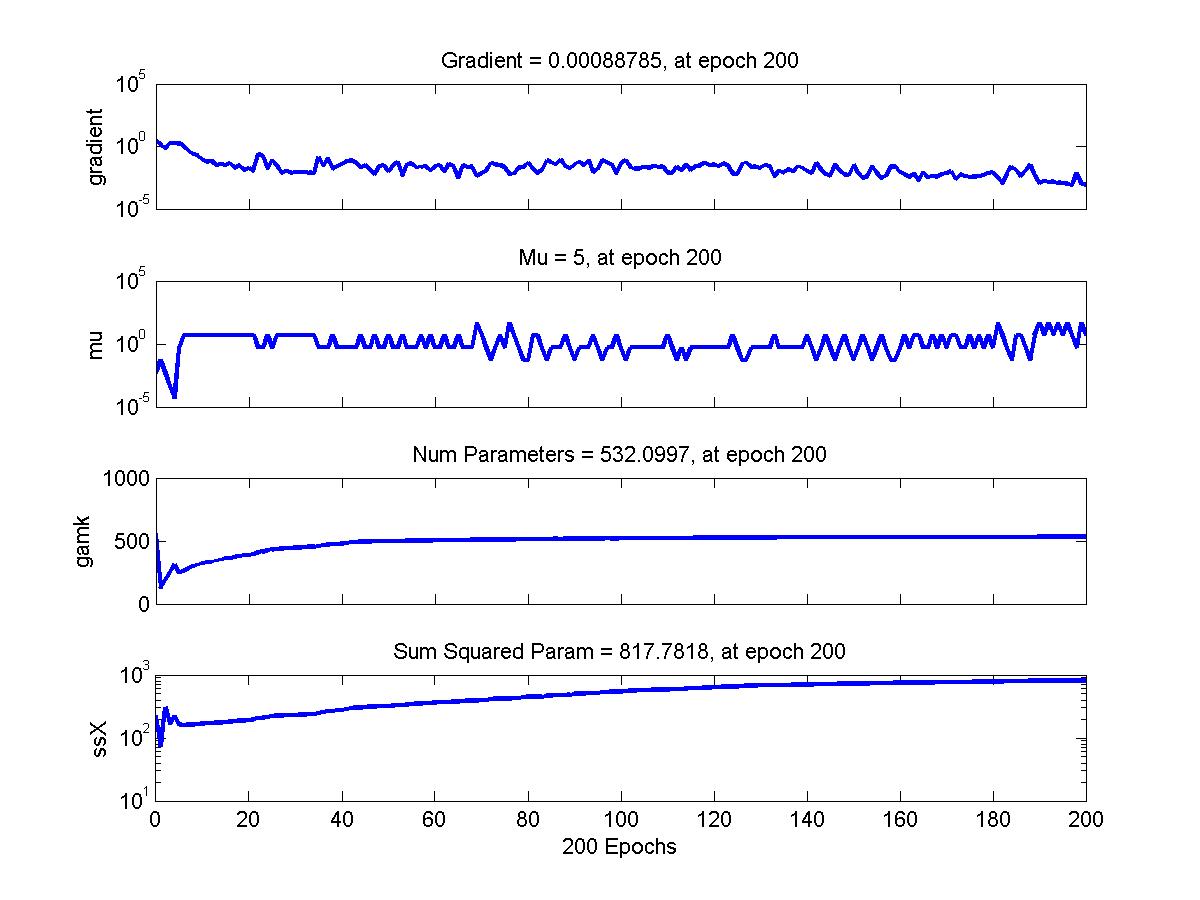 Gradient = 0.00088785, at epoch 200
10^5
10^0
10^-5
gradient
Mu = 5, at epoch 200
10^5
10^0
10^-5
mu
Num Parameters = 532.0997, at epoch 200
1000
500
0
gamk
Sum Squared Param = 817.7818, at epoch 200
10^3
10^2
10^1
ssX
0 20 40 60 80 100 120 140 160 180 200
200 Epochs